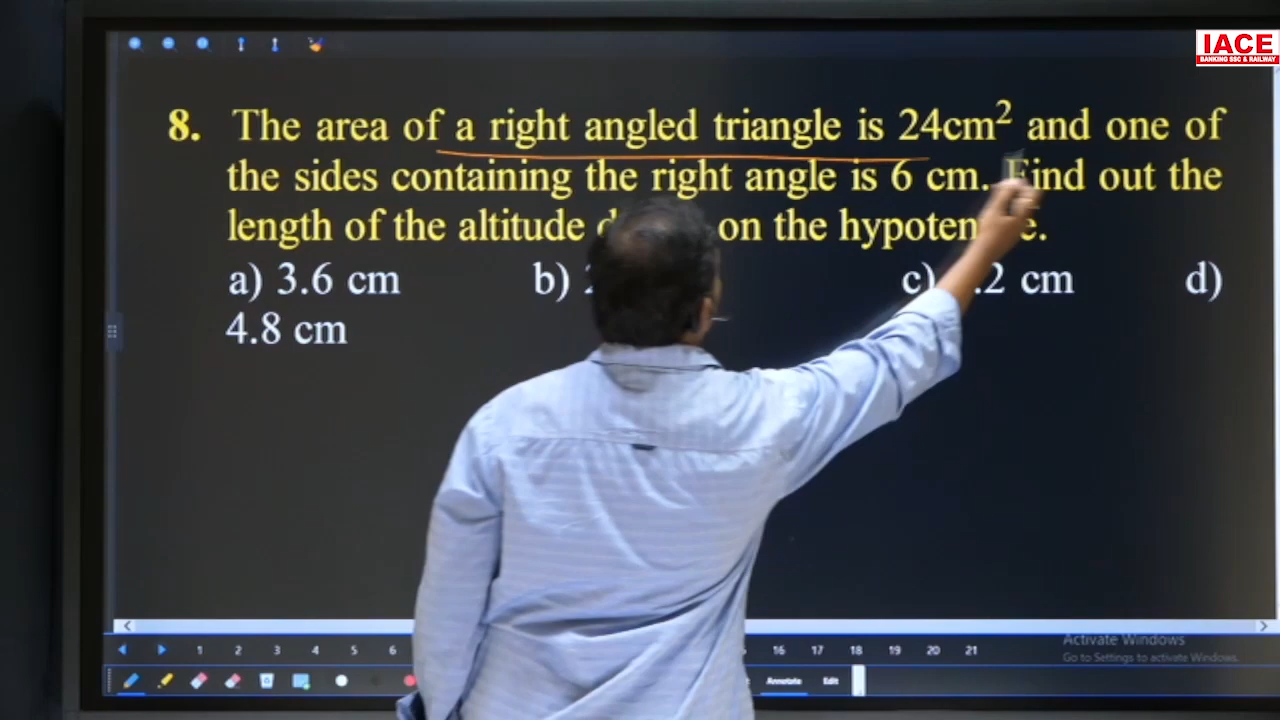 IACE
BANKING SSC & RAILWAY
8. The area of a right angled triangle is 24cm² and one of
the sides containing the right angle is 6 cm. Find out the
length of the altitude on the
a) 3.6 cm b) c) .2 cm d)
4.8 cm
1 2 3 4 5 6 16 17 18 19 20 21
Activate Windows
Go to Settings to activate Windows.
Annotate Edit